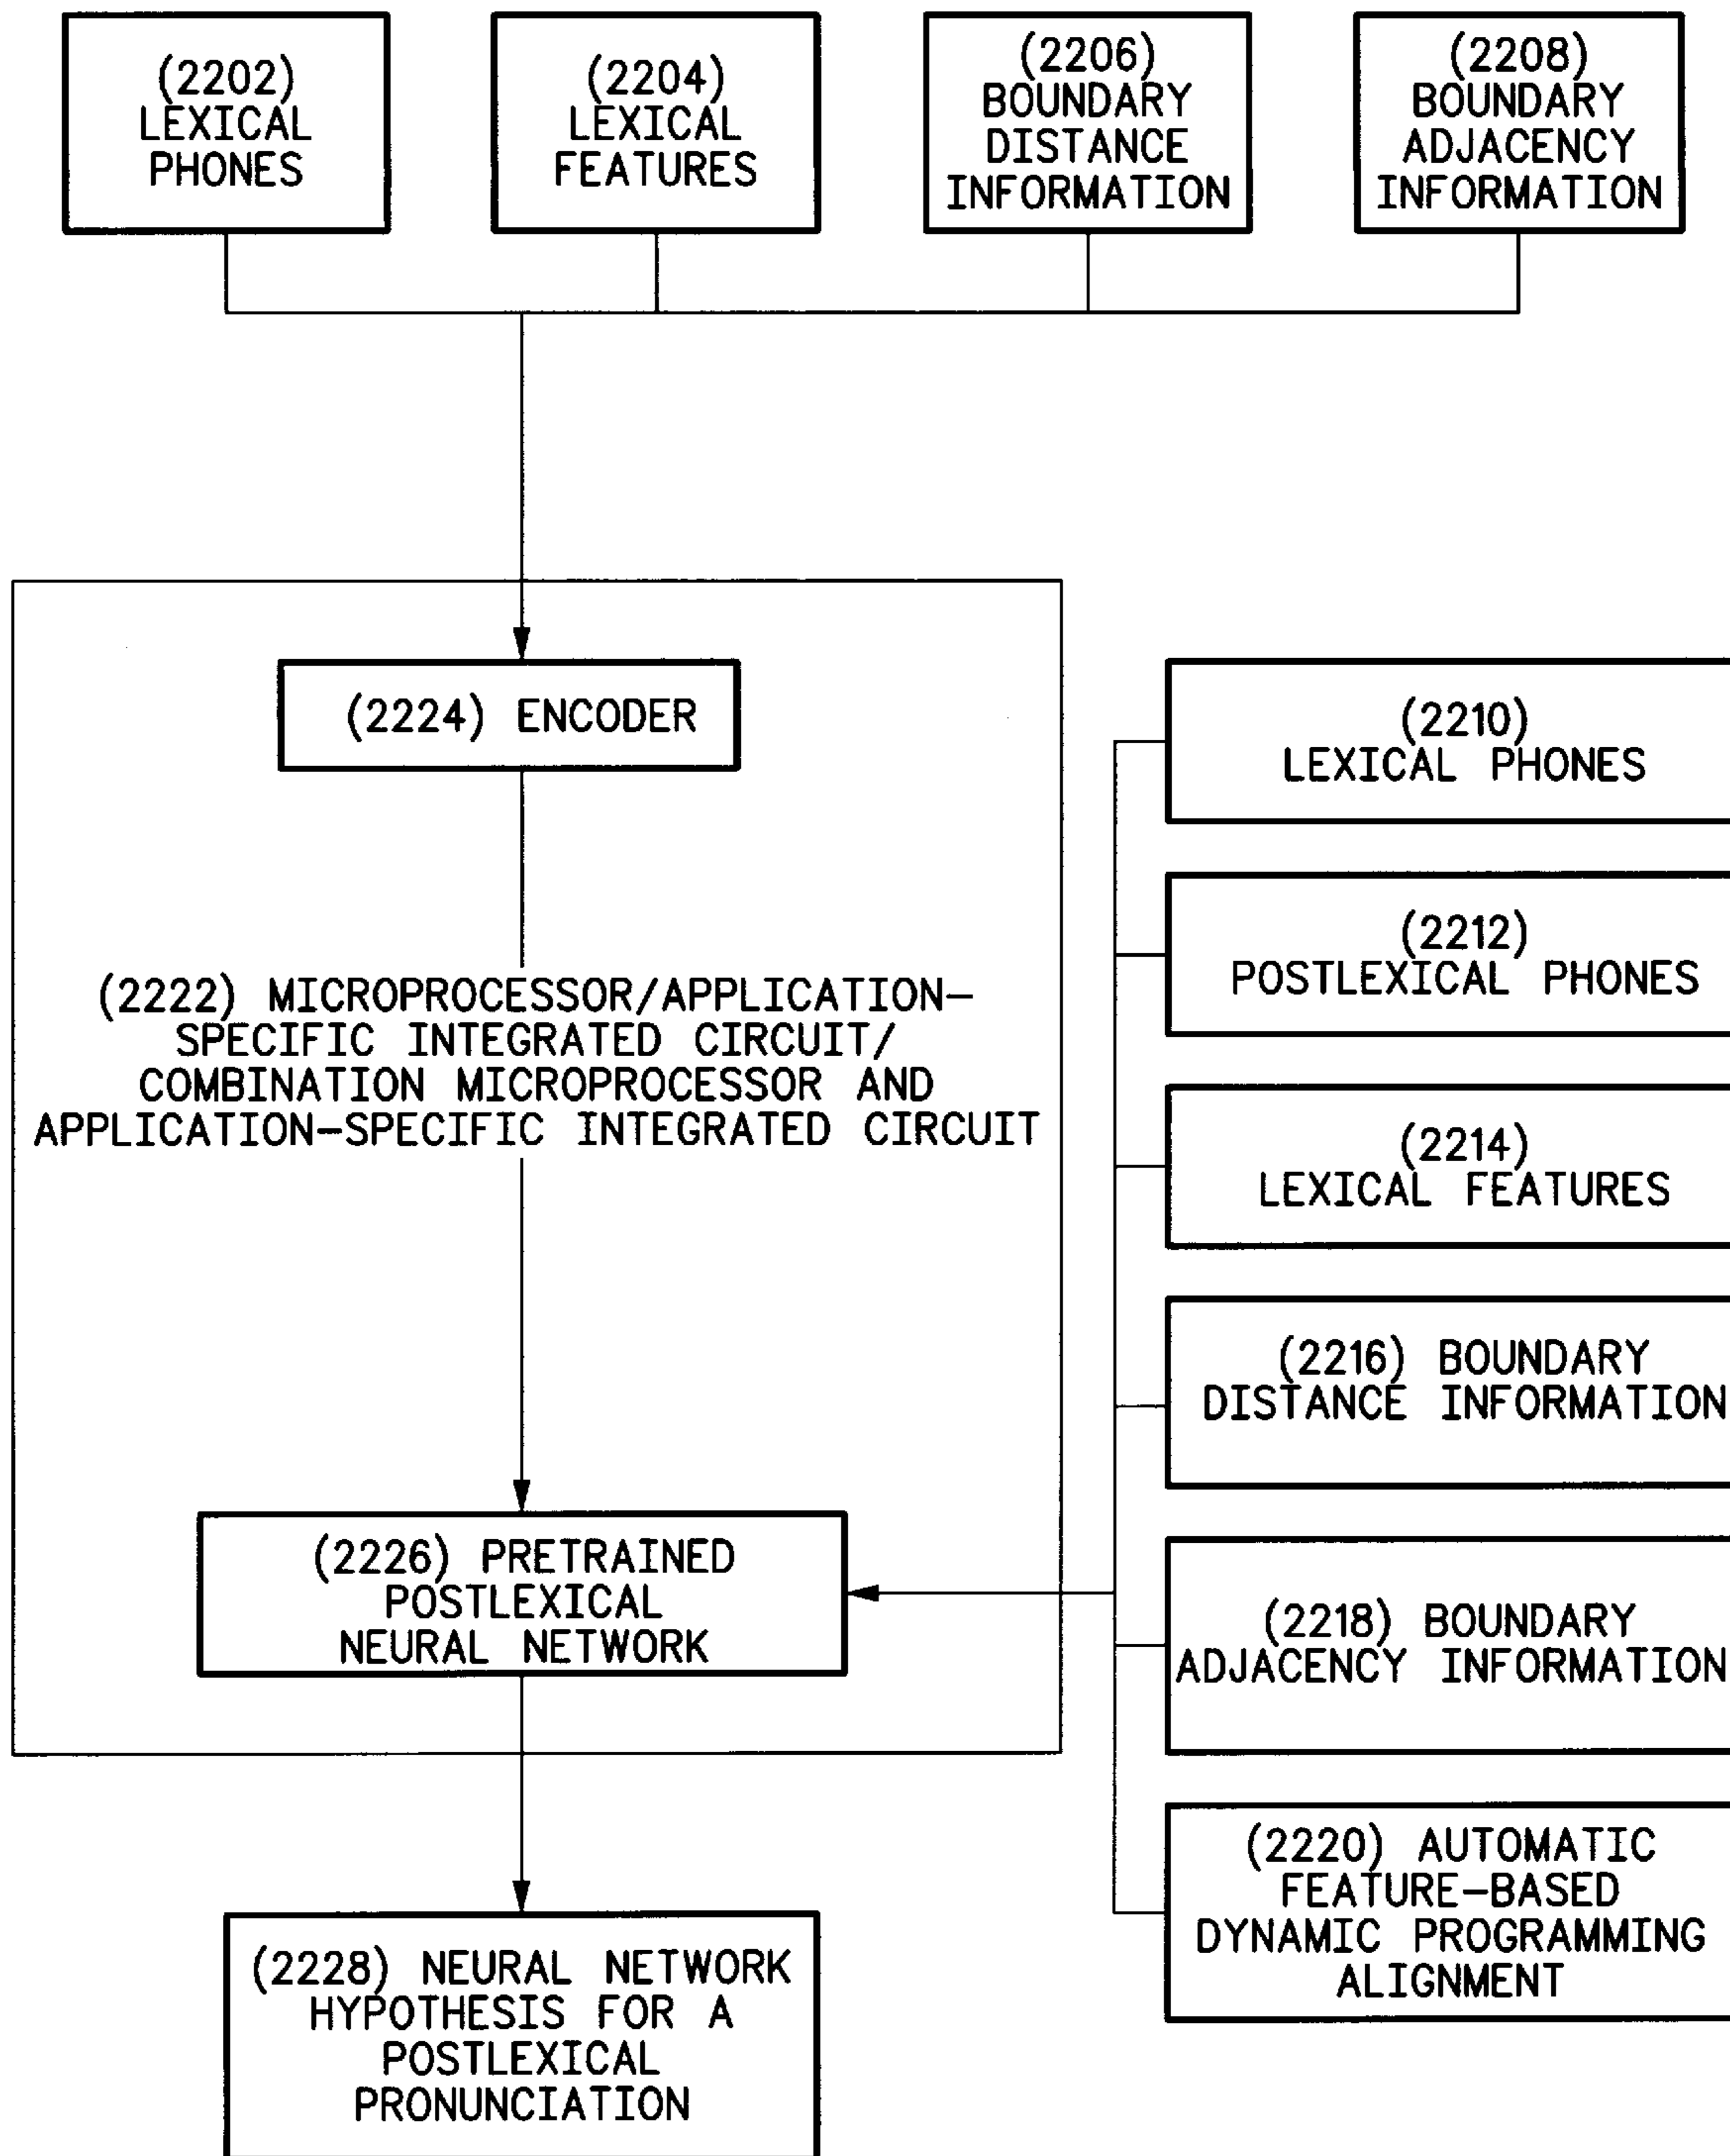 (2202)
LEXICAL
PHONES
(2204)
LEXICAL
FEATURES
(2206)
BOUNDARY
DISTANCE
INFORMATION
(2208)
BOUNDARY
ADJACENCY
INFORMATION
(2224) ENCODER
(2222) MICROPROCESSOR/APPLICATION-
SPECIFIC INTEGRATED CIRCUIT/
COMBINATION MICROPROCESSOR AND
APPLICATION-SPECIFIC INTEGRATED CIRCUIT
(2226) PRETRAINED
POSTLEXICAL
NEURAL NETWORK
(2228) NEURAL NETWORK
HYPOTHESIS FOR A
POSTLEXICAL
PRONUNCIATION
(2210)
LEXICAL PHONES
(2212)
POSTLEXICAL PHONES
(2214)
LEXICAL FEATURES
(2216) BOUNDARY
DISTANCE INFORMATION
(2218) BOUNDARY
ADJACENCY INFORMATION
(2220) AUTOMATIC
FEATURE-BASED
DYNAMIC PROGRAMMING
ALIGNMENT